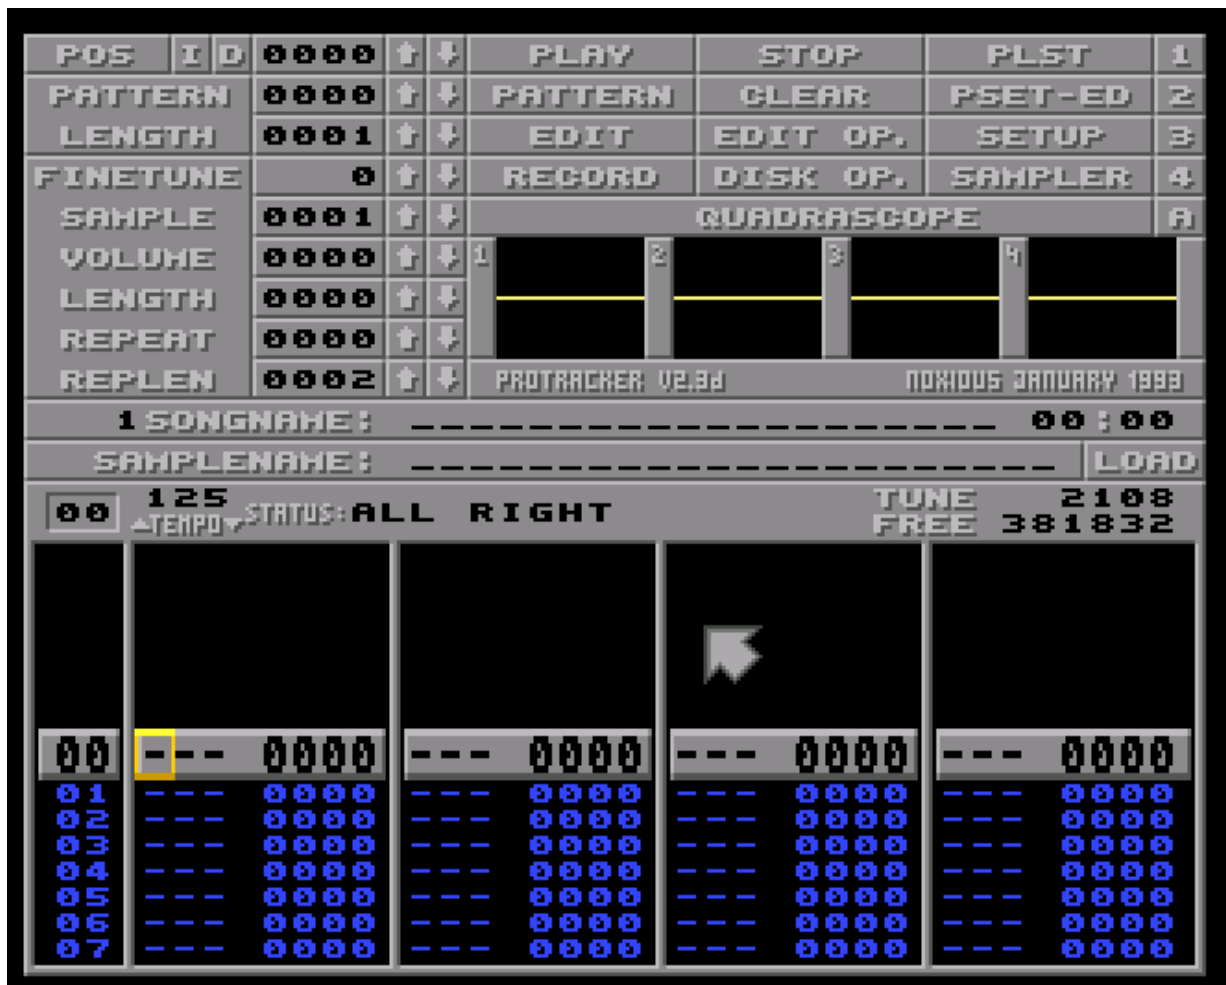 POS I D 0000 PLAY STOP PLST 1
PATTERN 0000 PATTERN CLEAR PSET-ED 2
LENGTH 0001 EDIT EDIT OP. SETUP 3
FINETUNE 0 RECORD DISK OP. SAMPLER 4
SAMPLE 0001 QUADRASCOPE A
VOLUME 0000 1 2 3 4
LENGTH 0000
REPEAT 0000
REPLEN 0002 PROTRACKER V2.3d NOXIOUS JANUARY 1993
1 SONGNAME: ____________________ 00:00
SAMPLENAME: ______________________ LOAD
00 125 TEMPO STATUS: ALL RIGHT TUNE 2108
FREE 381832
00 --- 0000 --- 0000 --- 0000 --- 0000
01 --- 0000 --- 0000 --- 0000 --- 0000
02 --- 0000 --- 0000 --- 0000 --- 0000
03 --- 0000 --- 0000 --- 0000 --- 0000
04 --- 0000 --- 0000 --- 0000 --- 0000
05 --- 0000 --- 0000 --- 0000 --- 0000
06 --- 0000 --- 0000 --- 0000 --- 0000
07 --- 0000 --- 0000 --- 0000 --- 0000